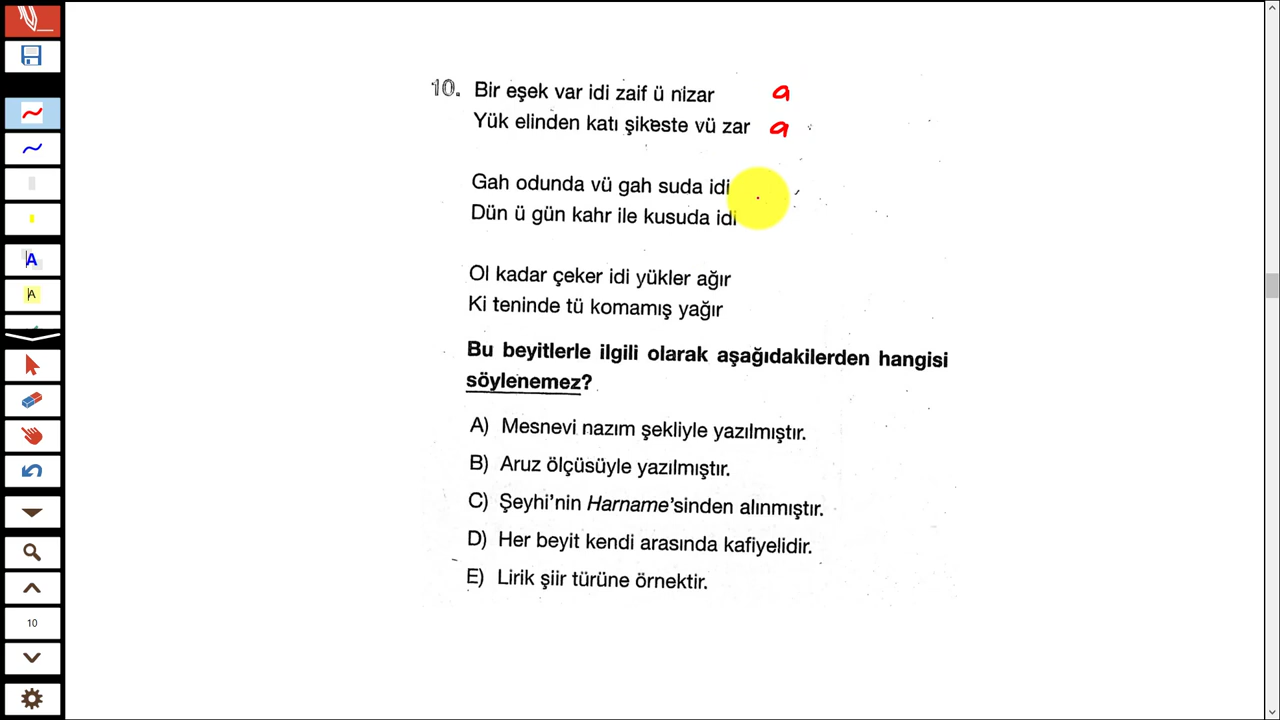 10. Bir eşek var idi zaif ü nizar a
Yük elinden katı şikeste vü zar a
Gah odunda vü gah suda idi
Dün ü gün kahr ile kusuda idi
Ol kadar çeker idi yükler ağır
Ki teninde tü komamış yağır
Bu beyitlerle ilgili olarak aşağıdakilerden hangisi
söylenemez?
A) Mesnevi nazım şekliyle yazılmıştır.
B) Aruz ölçüsüyle yazılmıştır.
C) Şeyhi'nin Harname'sinden alınmıştır.
D) Her beyit kendi arasında kafiyelidir.
E) Lirik şiir türüne örnektir.
A
A
10